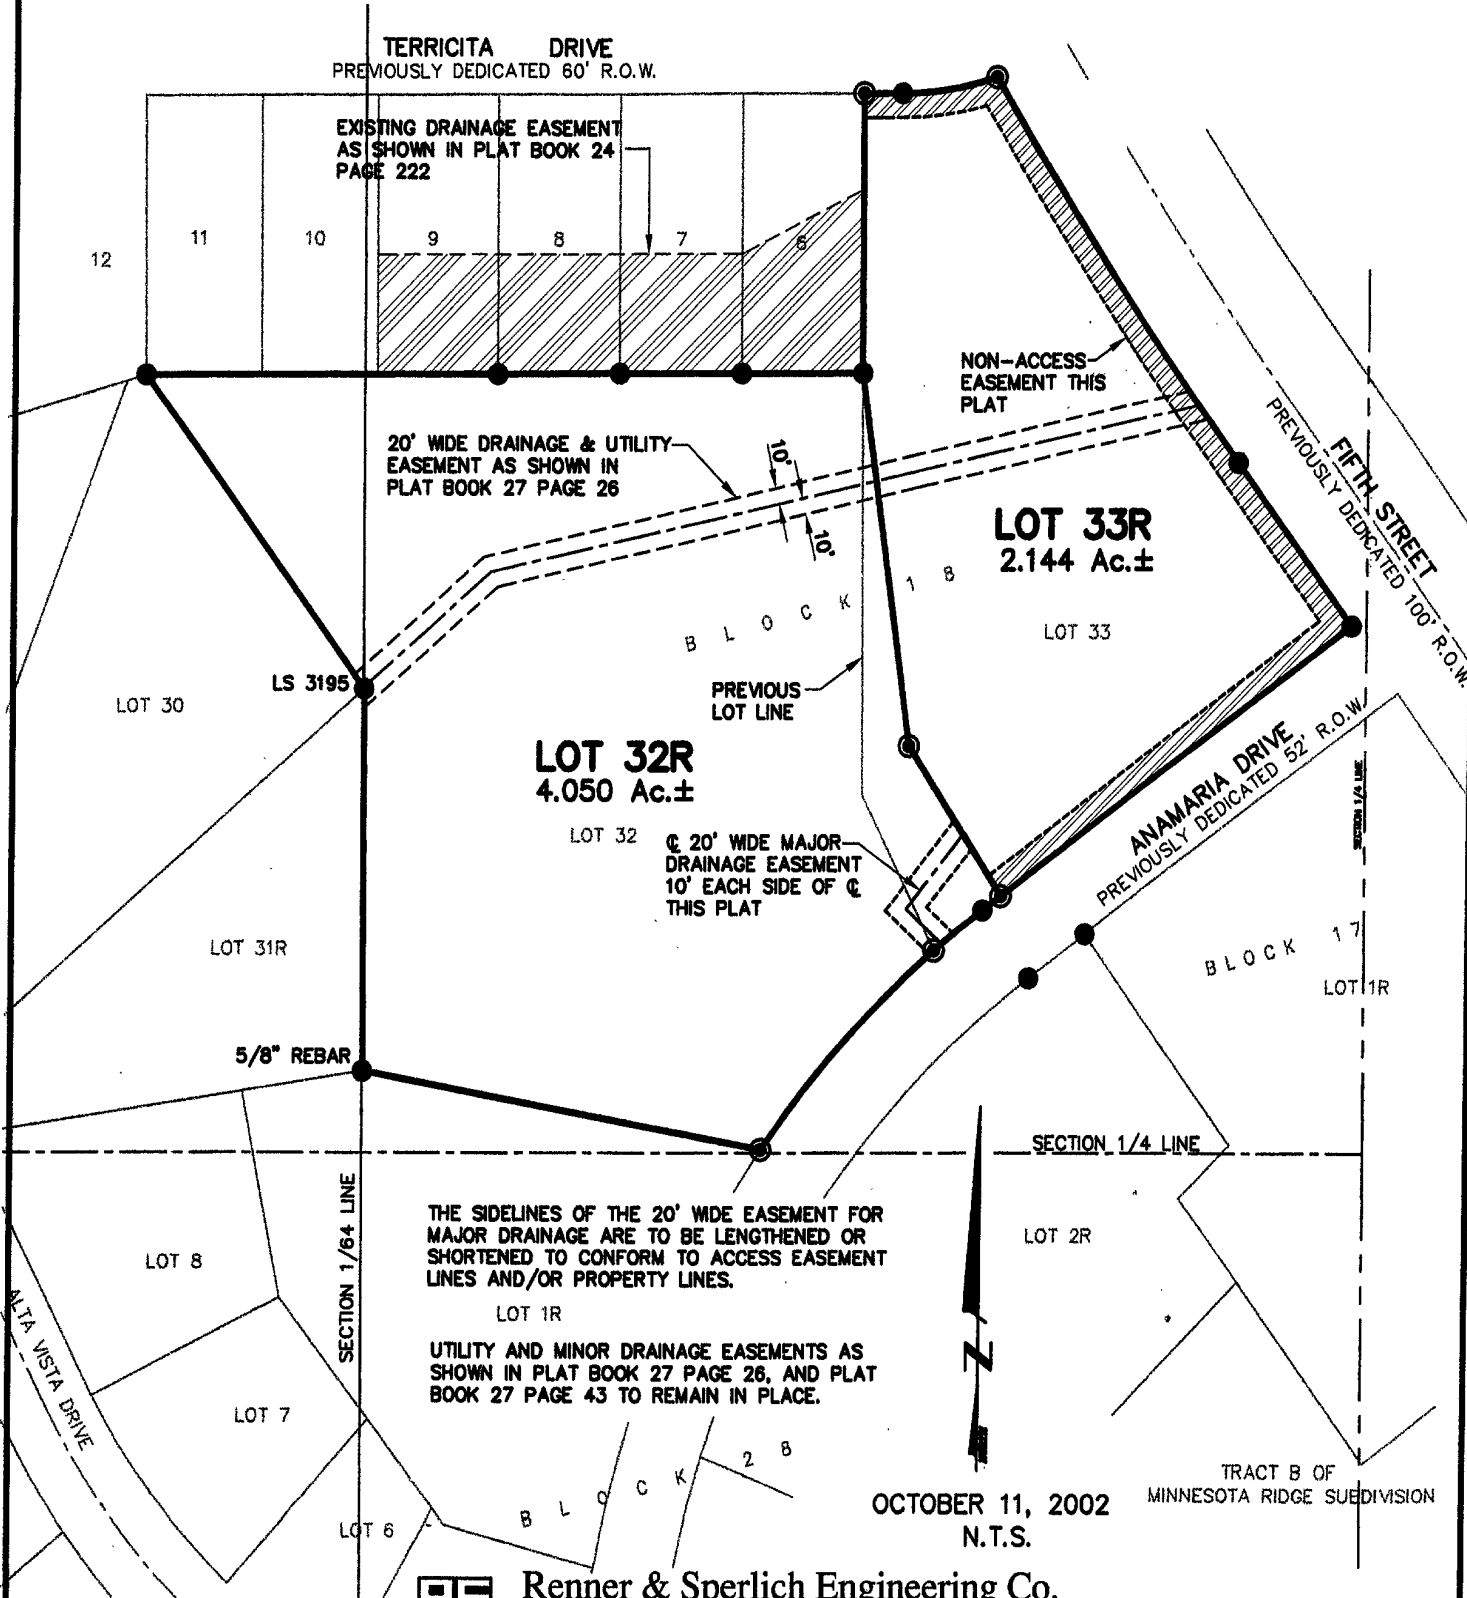 TERRICITA DRIVE
PREVIOUSLY DEDICATED 60' R.O.W.
EXISTING DRAINAGE EASEMENT
AS SHOWN IN PLAT BOOK 24
PAGE 222
12
11
10
9
8
7
6
NON-ACCESS
EASEMENT THIS
PLAT
20' WIDE DRAINAGE & UTILITY
EASEMENT AS SHOWN IN
PLAT BOOK 27 PAGE 26
10'
10'
FIFTH STREET
PREVIOUSLY DEDICATED 100' R.O.W.
LOT 33R
2.144 Ac.±
BLOCK 18
LOT 33
LS 3195
LOT 30
PREVIOUS
LOT LINE
LOT 32R
4.050 Ac.±
LOT 32
ANAMARIA DRIVE
PREVIOUSLY DEDICATED 52' R.O.W.
SECTION 1/4 LINE
℄ 20' WIDE MAJOR
DRAINAGE EASEMENT
10' EACH SIDE OF ℄
THIS PLAT
LOT 31R
BLOCK 17
LOT 1R
5/8" REBAR
SECTION 1/4 LINE
SECTION 1/64 LINE
THE SIDELINES OF THE 20' WIDE EASEMENT FOR
MAJOR DRAINAGE ARE TO BE LENGTHENED OR
SHORTENED TO CONFORM TO ACCESS EASEMENT
LINES AND/OR PROPERTY LINES.
LOT 2R
LOT 8
LOT 1R
ALTA VISTA DRIVE
UTILITY AND MINOR DRAINAGE EASEMENTS AS
SHOWN IN PLAT BOOK 27 PAGE 26, AND PLAT
BOOK 27 PAGE 43 TO REMAIN IN PLACE.
LOT 7
N
BLOCK 28
LOT 6
TRACT B OF
MINNESOTA RIDGE SUBDIVISION
OCTOBER 11, 2002
N.T.S.
Renner & Sperlich Engineering Co.